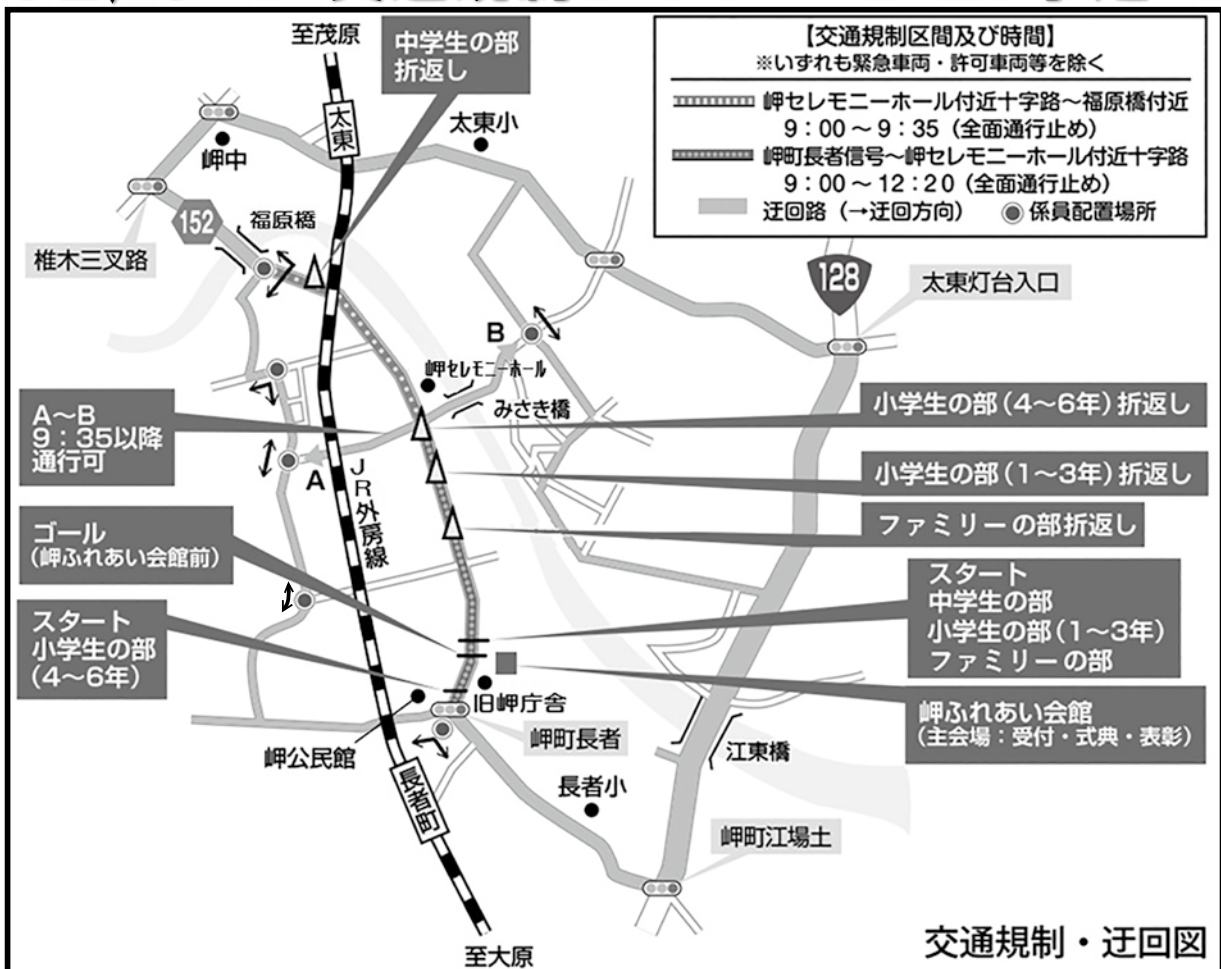 至茂原
中学生の部
折返し
【交通規制区間及び時間】
※いずれも緊急車両・許可車両等を除く
岬セレモニーホール付近十字路～福原橋付近
9：00～9：35（全面通行止め）
岬町長者信号～岬セレモニーホール付近十字路
9：00～12：20（全面通行止め）
迂回路（→迂回方向）
係員配置場所
太東
太東小
岬中
152
福原橋
椎木三叉路
128
太東灯台入口
B
岬セレモニーホール
みさき橋
A～B
9：35以降
通行可
A
JR外房線
小学生の部（4～6年）折返し
小学生の部（1～3年）折返し
ファミリーの部折返し
ゴール
（岬ふれあい会館前）
スタート
小学生の部
（4～6年）
スタート
中学生の部
小学生の部（1～3年）
ファミリーの部
旧岬庁舎
岬公民館
岬町長者
岬ふれあい会館
（主会場：受付・式典・表彰）
江東橋
長者町
長者小
岬町江場土
至大原
交通規制・迂回図